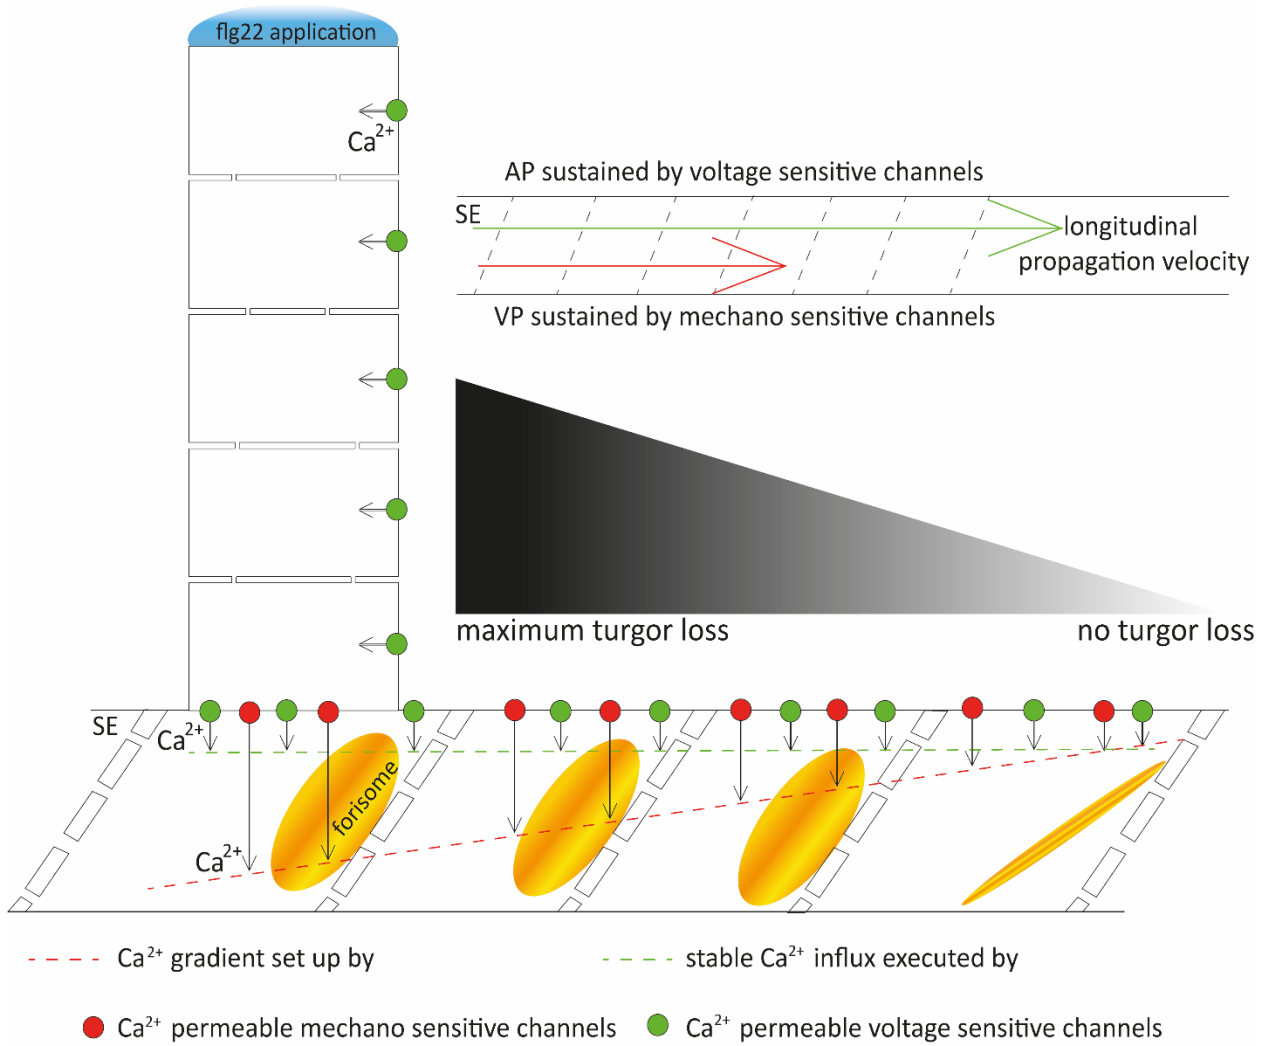 flg22 application
Ca²⁺
AP sustained by voltage sensitive channels
SE
longitudinal
propagation velocity
VP sustained by mechano sensitive channels
maximum turgor loss
no turgor loss
SE
Ca²⁺
forisome
Ca²⁺
Ca²⁺ gradient set up by
stable Ca²⁺ influx executed by
Ca²⁺ permeable mechano sensitive channels
Ca²⁺ permeable voltage sensitive channels